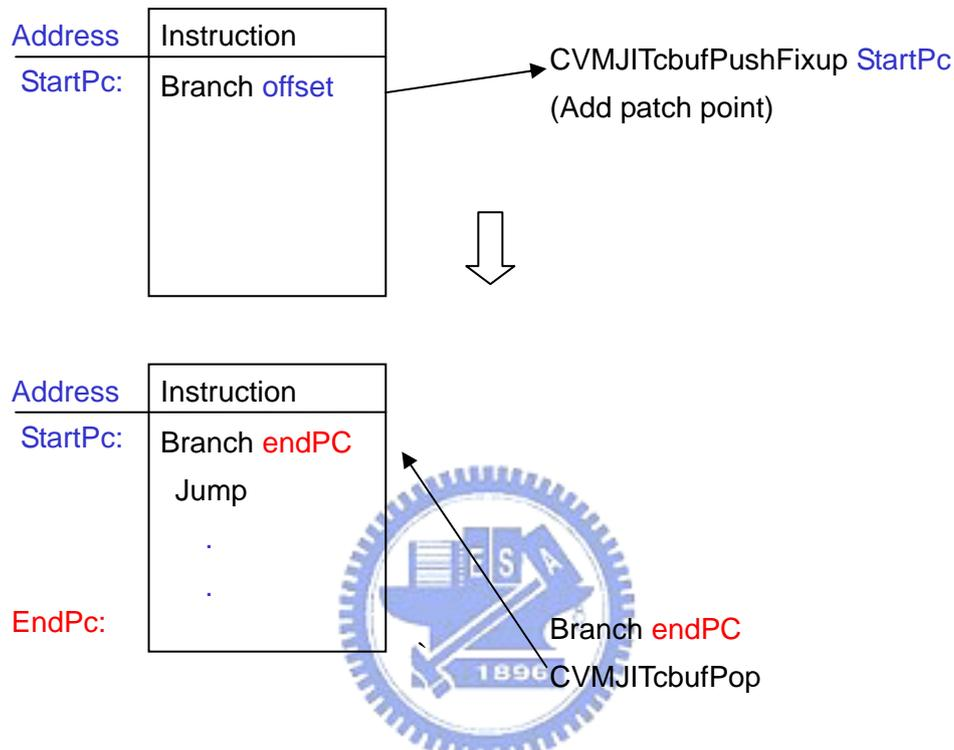 Address Instruction
StartPc: Branch offset
CVMJITcbufPushFixup StartPc
(Add patch point)
Address Instruction
StartPc: Branch endPC
Jump
.
.
EndPc:
Branch endPC
CVMJITcbufPop
`
E S A
1896